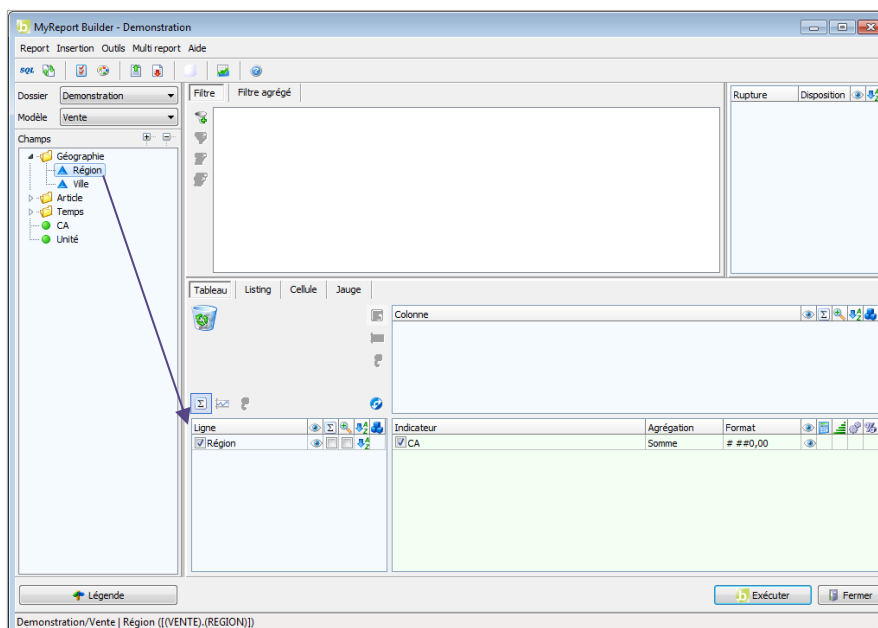 MyReport Builder - Demonstration
Report Insertion Outils Multi report Aide
SQL
Dossier Demonstration
Modèle Vente
Champs
Géographie
Région
Ville
Article
Temps
CA
Unité
Filtre Filtre agrégé
Rupture Disposition
Tableau Listing Cellule Jauge
Colonne
Ligne
Région
Indicateur Agrégation Format
CA Somme # ##0,00
Légende
Exécuter Fermer
Demonstration/Vente | Région ([(VENTE).(REGION)])